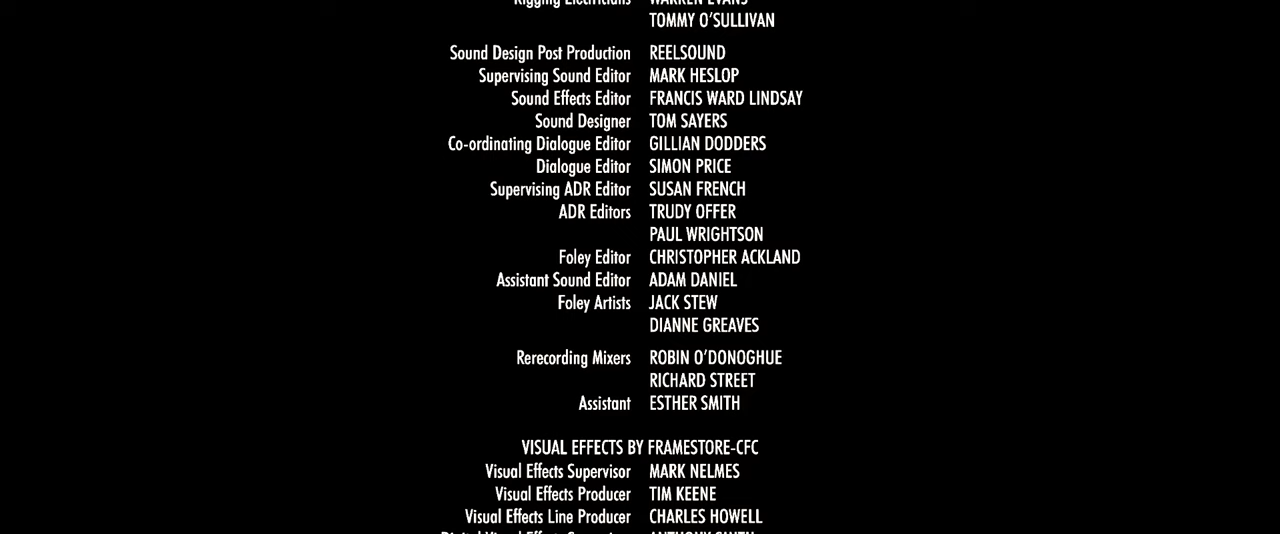 Rigging Electricians WARREN EVANS
TOMMY O'SULLIVAN
Sound Design Post Production REELSOUND
Supervising Sound Editor MARK HESLOP
Sound Effects Editor FRANCIS WARD LINDSAY
Sound Designer TOM SAYERS
Co-ordinating Dialogue Editor GILLIAN DODDERS
Dialogue Editor SIMON PRICE
Supervising ADR Editor SUSAN FRENCH
ADR Editors TRUDY OFFER
PAUL WRIGHTSON
Foley Editor CHRISTOPHER ACKLAND
Assistant Sound Editor ADAM DANIEL
Foley Artists JACK STEW
DIANNE GREAVES
Rerecording Mixers ROBIN O'DONOGHUE
RICHARD STREET
Assistant ESTHER SMITH
VISUAL EFFECTS BY FRAMESTORE-CFC
Visual Effects Supervisor MARK NELMES
Visual Effects Producer TIM KEENE
Visual Effects Line Producer CHARLES HOWELL